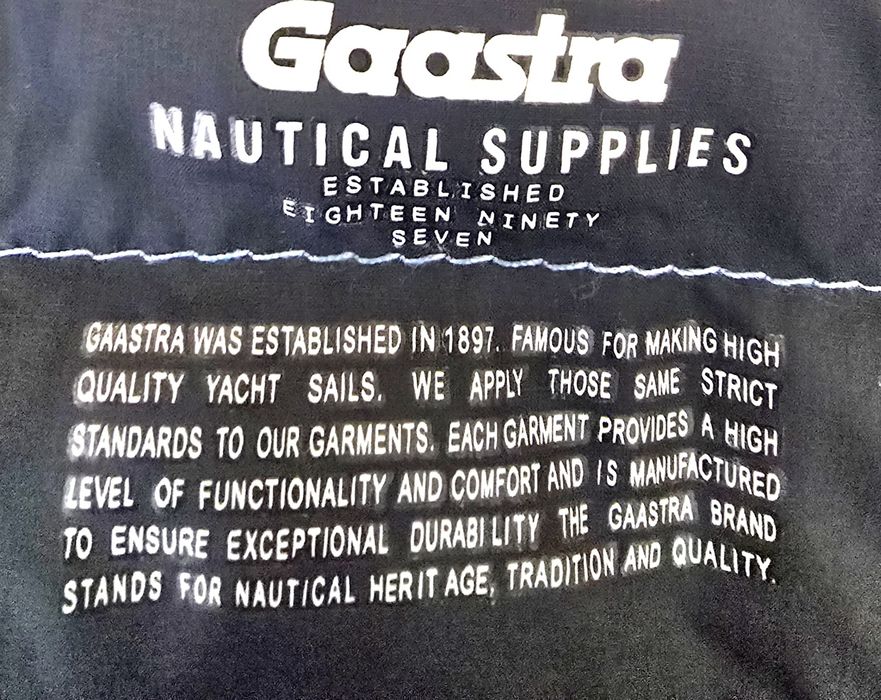 Gaastra
NAUTICAL SUPPLIES
ESTABLISHED
EIGHTEEN NINETY
SEVEN
GAASTRA WAS ESTABLISHED IN 1897. FAMOUS FOR MAKING HIGH
QUALITY YACHT SAILS. WE APPLY THOSE SAME STRICT
STANDARDS TO OUR GARMENTS. EACH GARMENT PROVIDES A HIGH
LEVEL OF FUNCTIONALITY AND COMFORT AND IS MANUFACTURED
TO ENSURE EXCEPTIONAL DURABILITY THE GAASTRA BRAND
STANDS FOR NAUTICAL HERITAGE, TRADITION AND QUALITY.